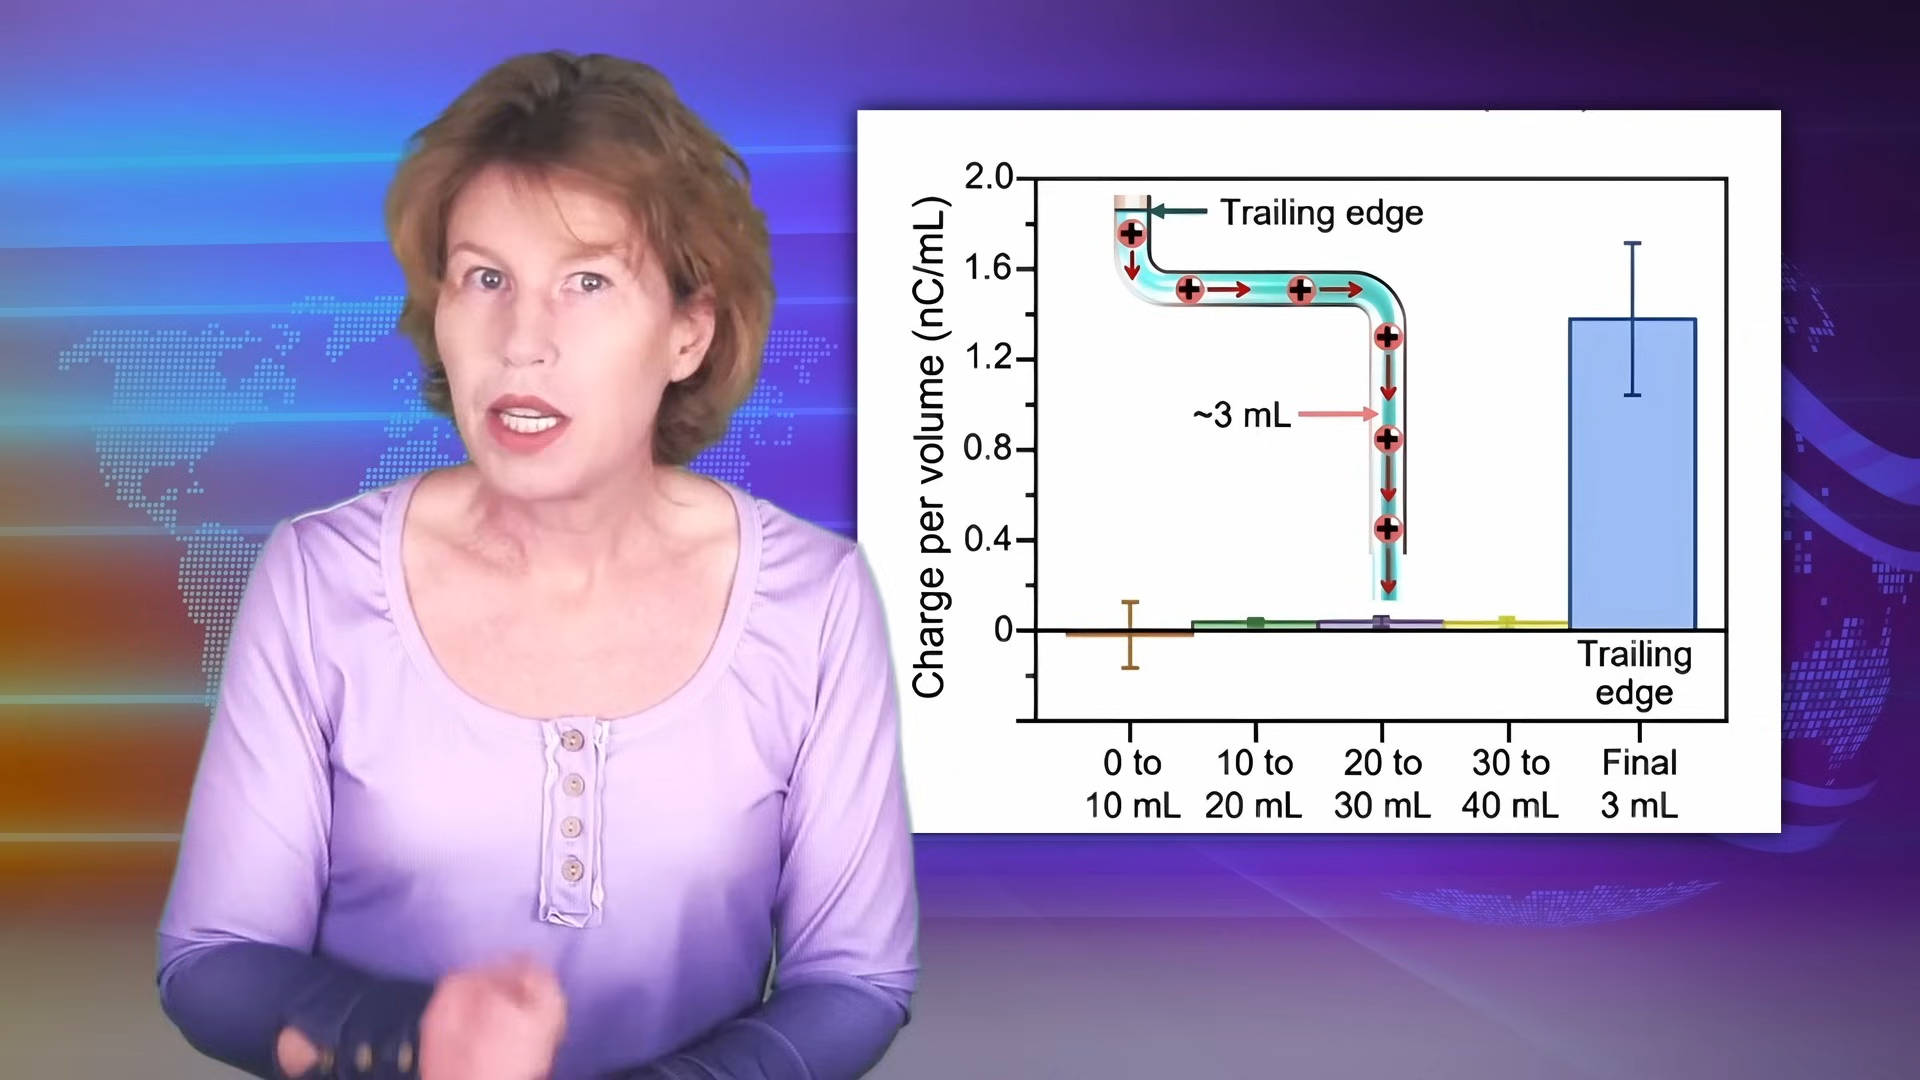 Charge per volume (nC/mL)
2.0
1.6
1.2
0.8
0.4
0
Trailing edge
~3 mL
Trailing
edge
0 to
10 mL
10 to
20 mL
20 to
30 mL
30 to
40 mL
Final
3 mL